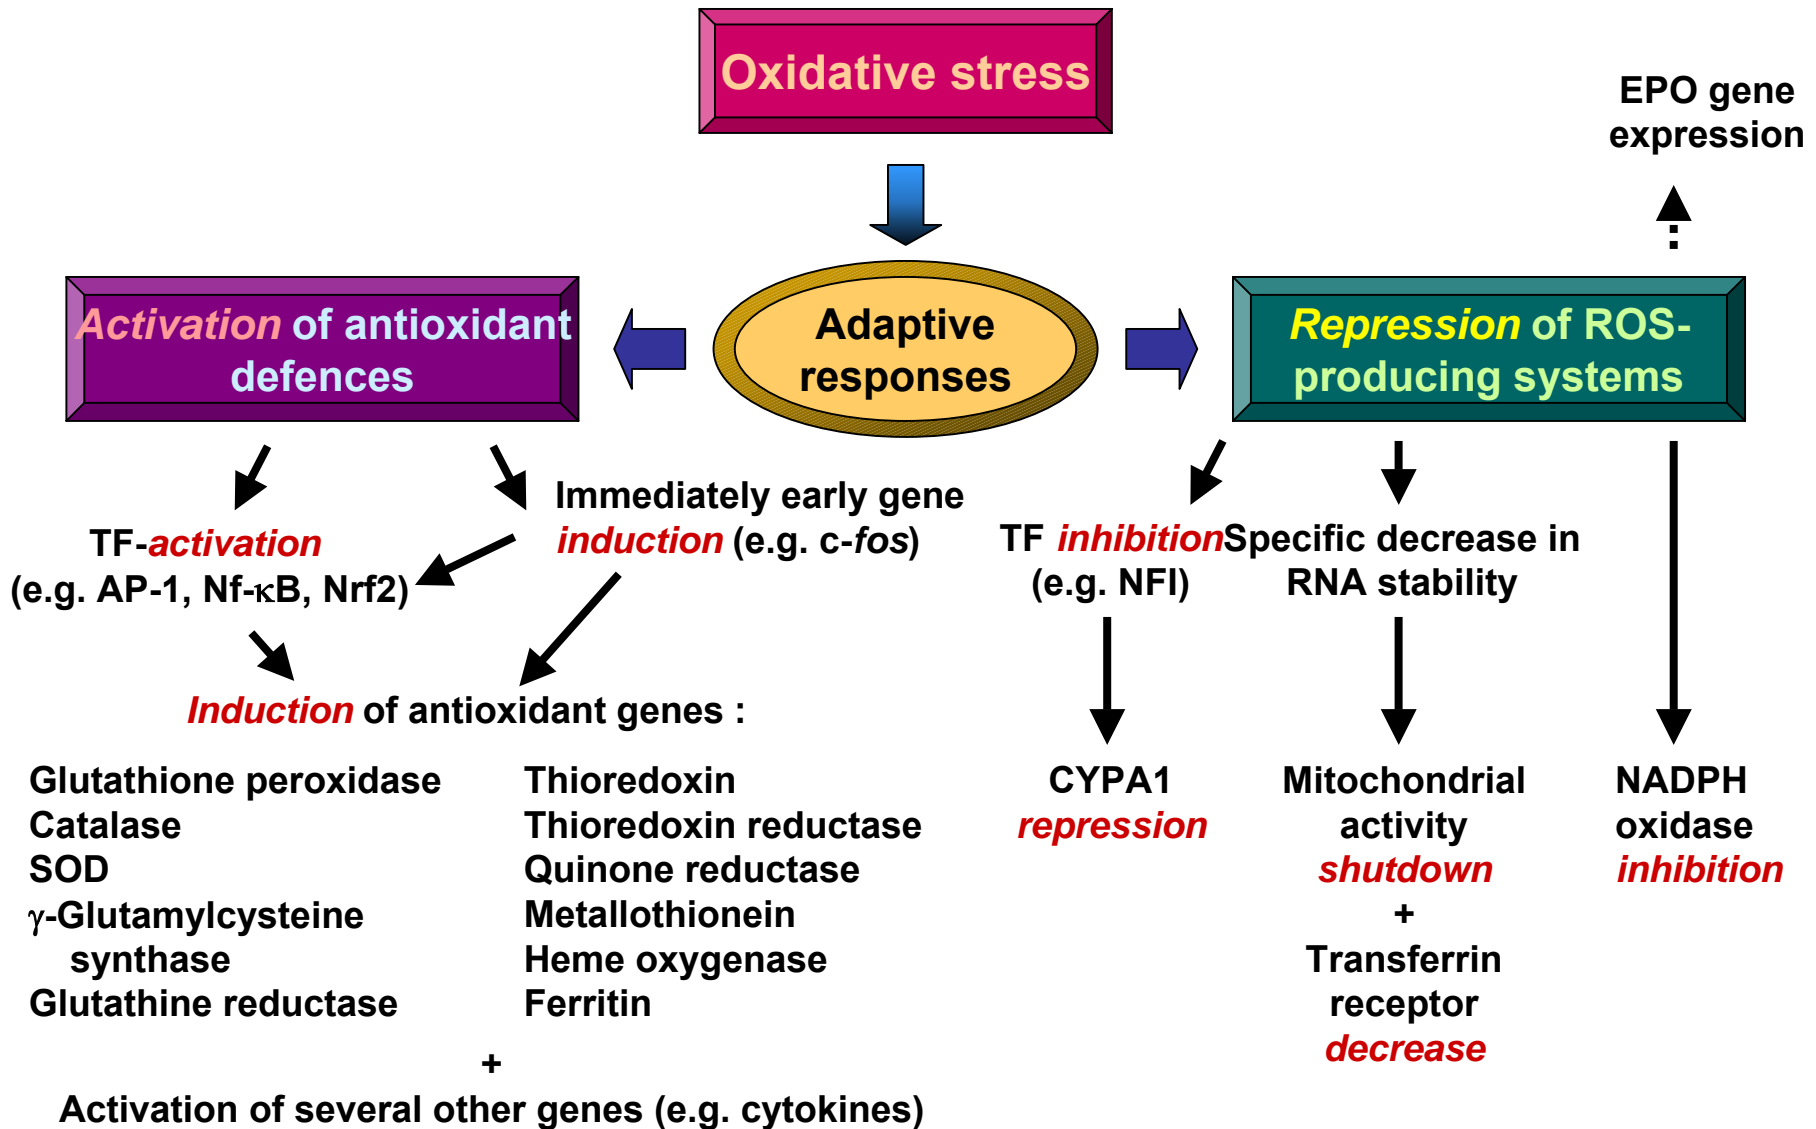 Oxidative stress
EPO gene
expression
Activation of antioxidant
defences
Adaptive
responses
Repression of ROS-
producing systems
Immediately early gene
induction (e.g. c-fos)
TF-activation
(e.g. AP-1, Nf-κB, Nrf2)
TF inhibition
(e.g. NFI)
Specific decrease in
RNA stability
Induction of antioxidant genes :
Glutathione peroxidase
Catalase
SOD
γ-Glutamylcysteine
synthase
Glutathine reductase
Thioredoxin
Thioredoxin reductase
Quinone reductase
Metallothionein
Heme oxygenase
Ferritin
+
Activation of several other genes (e.g. cytokines)
CYPA1
repression
Mitochondrial
activity
shutdown
+
Transferrin
receptor
decrease
NADPH
oxidase
inhibition